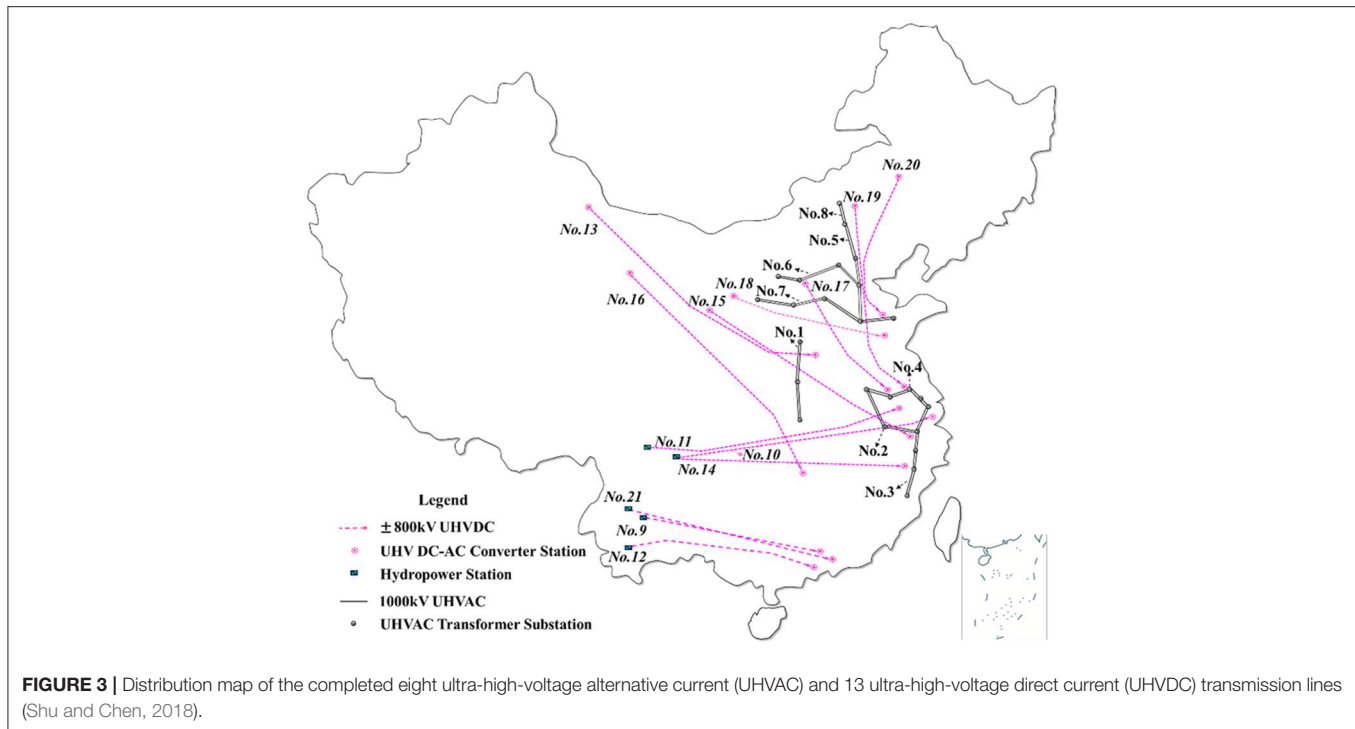 No.20
No.19
No.8
No.13
No.5
No.6
No.18
No.17
No.16
No.15
No.7
No.1
No.4
No.11
No.10
No.2
No.14
No.3
No.21
Legend
± 800kV UHVDC
No.9
UHV DC-AC Converter Station
No.12
Hydropower Station
1000kV UHVAC
UHVAC Transformer Substation
FIGURE 3 | Distribution map of the completed eight ultra-high-voltage alternative current (UHVAC) and 13 ultra-high-voltage direct current (UHVDC) transmission lines
(Shu and Chen, 2018).